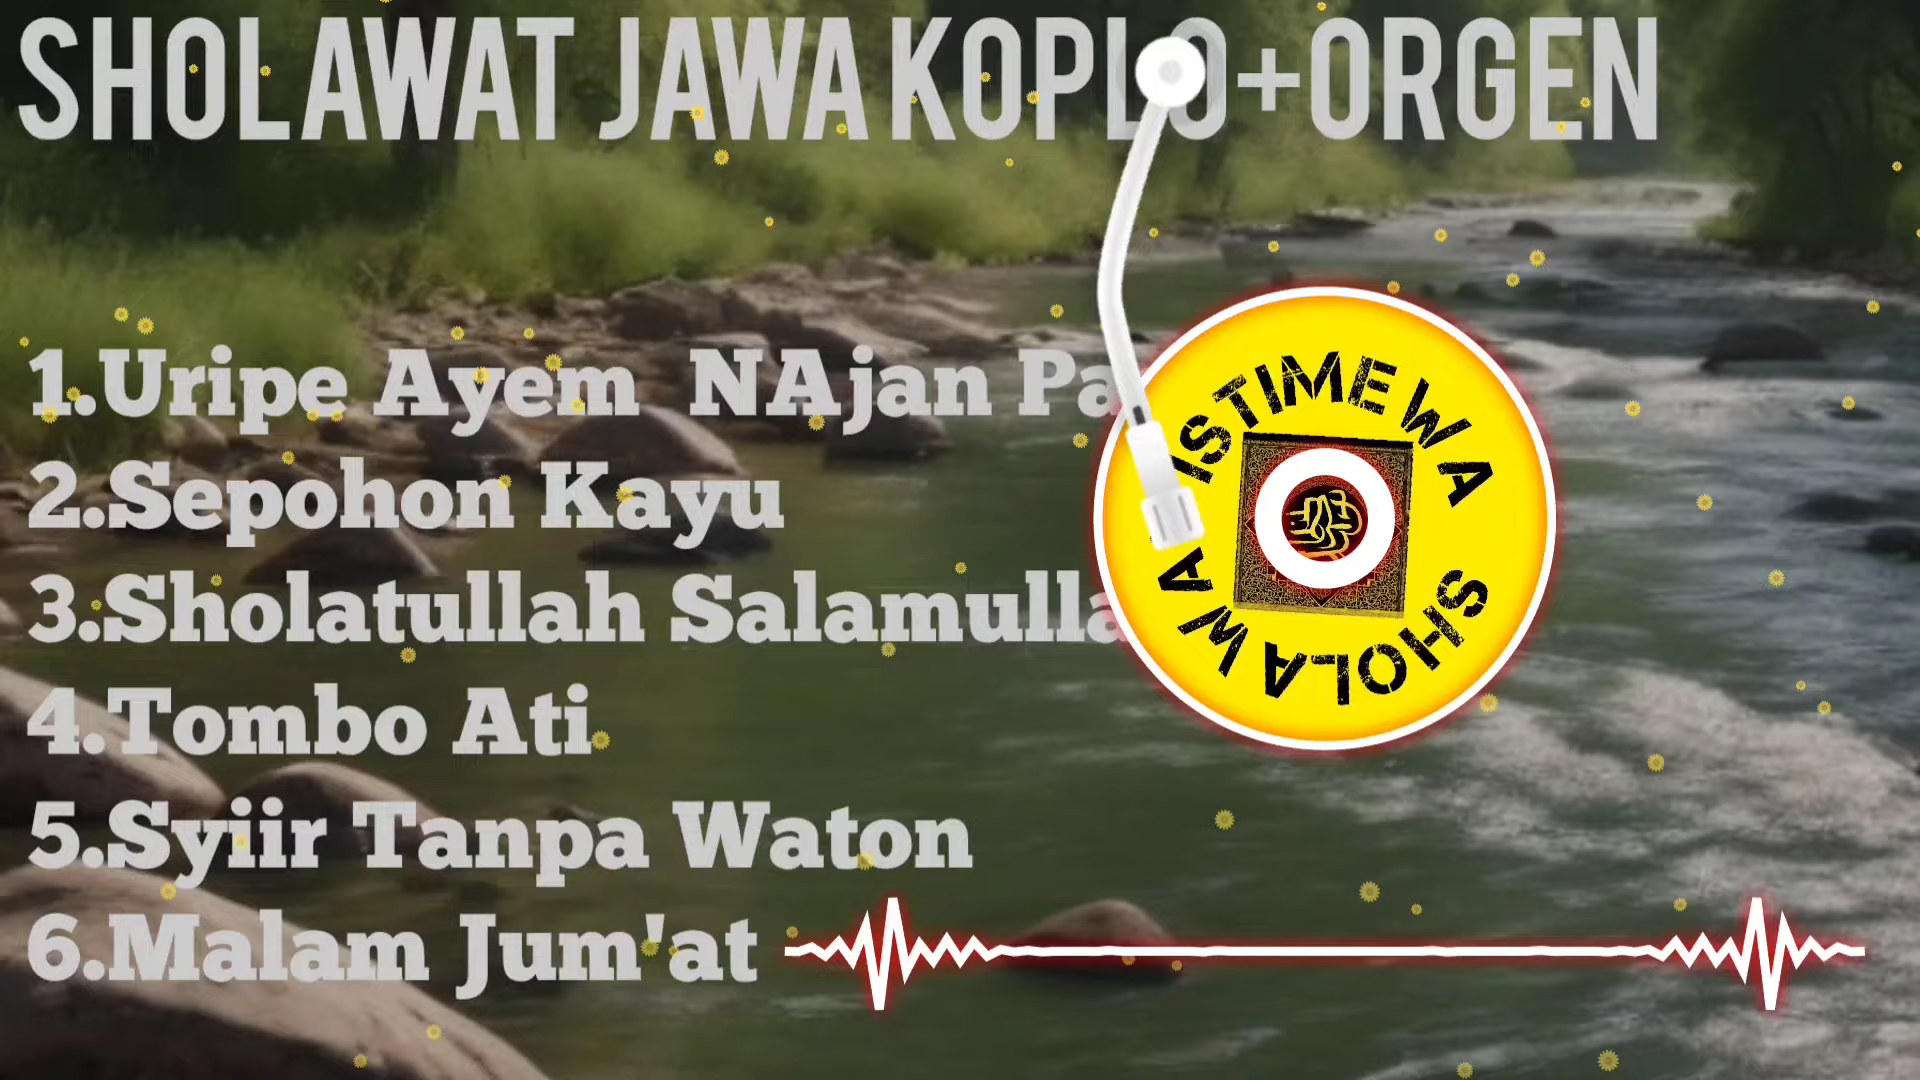 SHOLAWAT JAWA KOPLO+ORGEN
1.Uripe Ayem NAjan Pa
2.Sepohon Kayu
3.Sholatullah Salamulla
4.Tombo Ati
5.Syiir Tanpa Waton
6.Malam Jum'at
ISTIMEWA
SHOLAWA